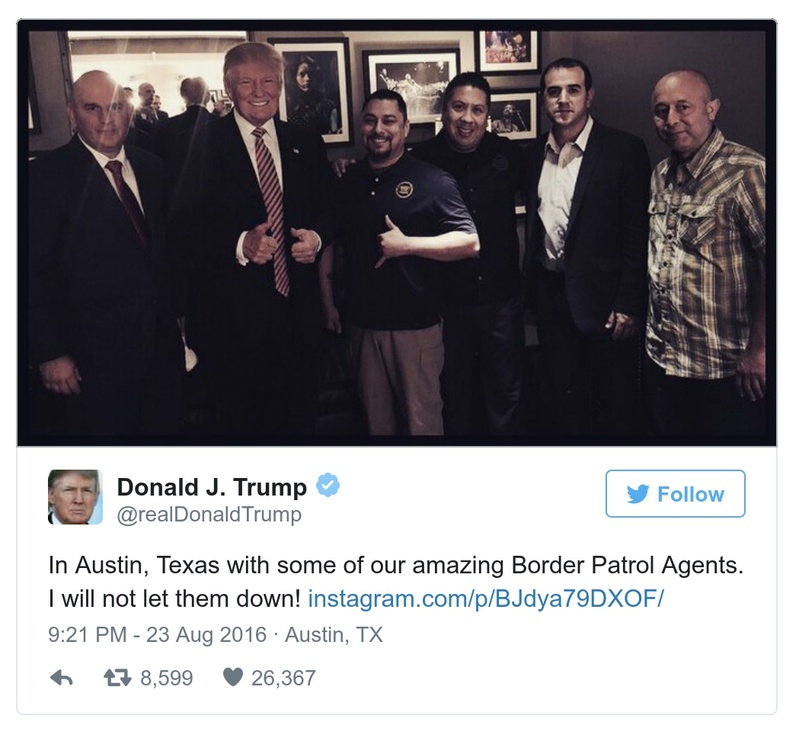 Donald J. Trump
@realDonaldTrump
Follow
In Austin, Texas with some of our amazing Border Patrol Agents.
I will not let them down! instagram.com/p/BJdya79DXOF/
9:21 PM - 23 Aug 2016 · Austin, TX
8,599 26,367